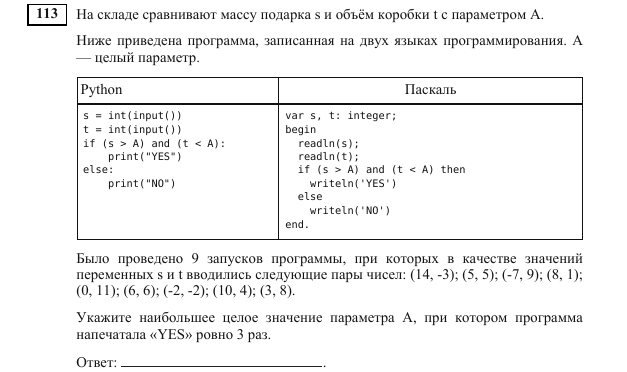 113 На складе сравнивают массу подарка s и объём коробки t с параметром А.
Ниже приведена программа, записанная на двух языках программирования. А
— целый параметр.
Python
s = int(input())
t = int(input())
if (s > A) and (t < A):
    print("YES")
else:
    print("NO")
Паскаль
var s, t: integer;
begin
  readln(s);
  readln(t);
  if (s > A) and (t < A) then
    writeln('YES')
  else
    writeln('NO')
end.
Было проведено 9 запусков программы, при которых в качестве значений
переменных s и t вводились следующие пары чисел: (14, -3); (5, 5); (-7, 9); (8, 1);
(0, 11); (6, 6); (-2, -2); (10, 4); (3, 8).
Укажите наибольшее целое значение параметра А, при котором программа
напечатала «YES» ровно 3 раз.
Ответ: ____________________.